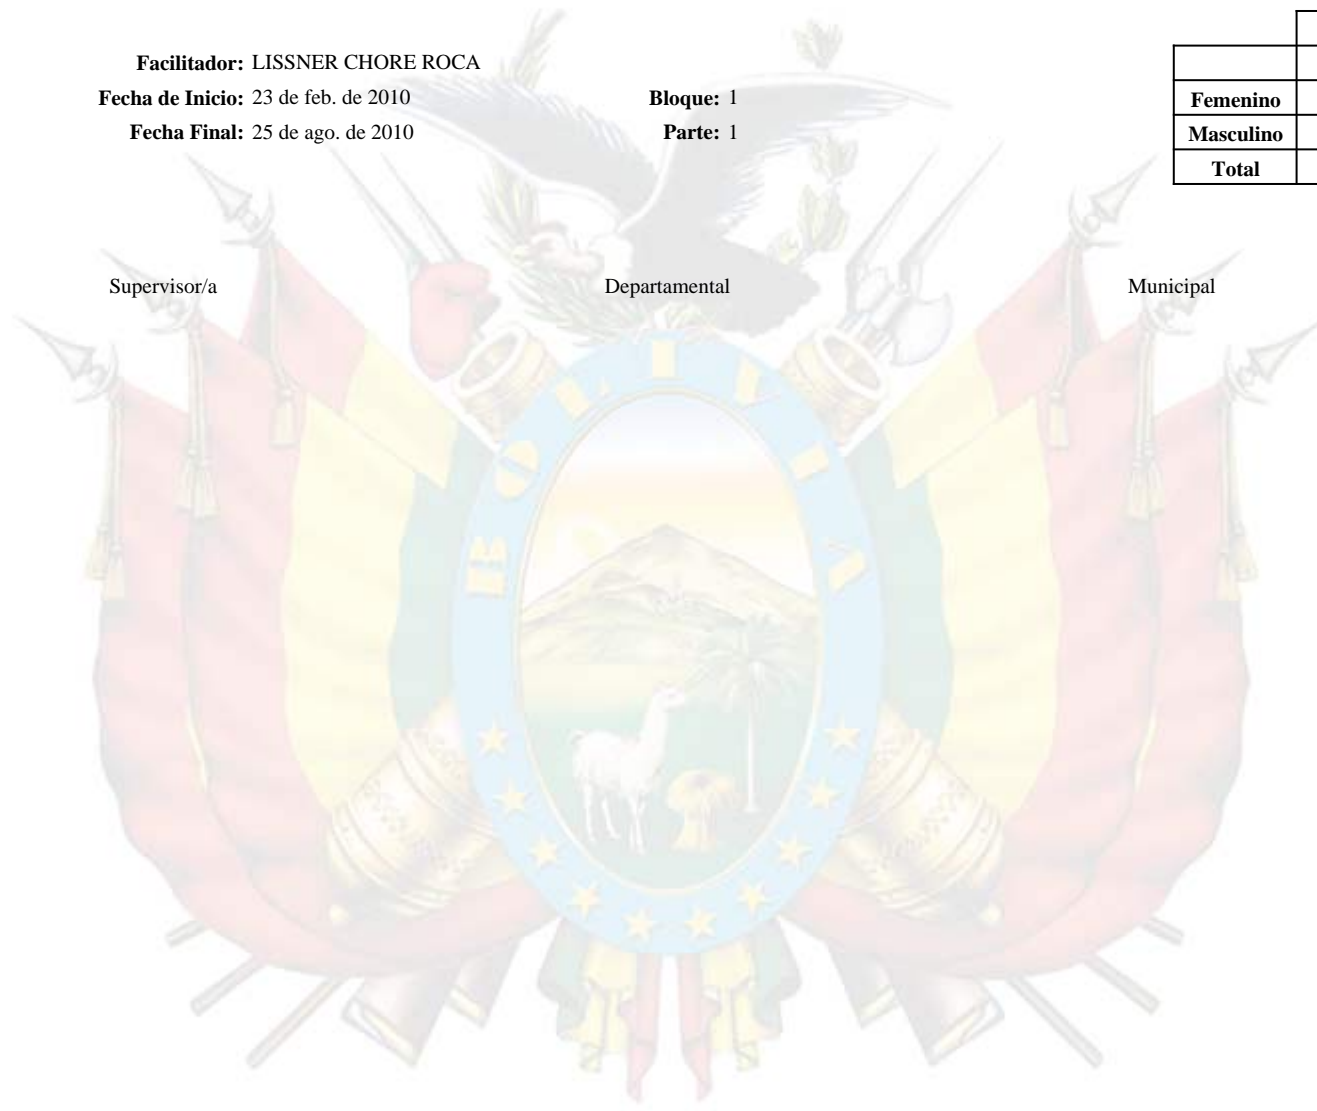 Facilitador: LISSNER CHORE ROCA
Fecha de Inicio: 23 de feb. de 2010 Bloque: 1
Femenino
Fecha Final: 25 de ago. de 2010 Parte: 1
Masculino
Total
Supervisor/a Departamental Municipal
BOLIVIA